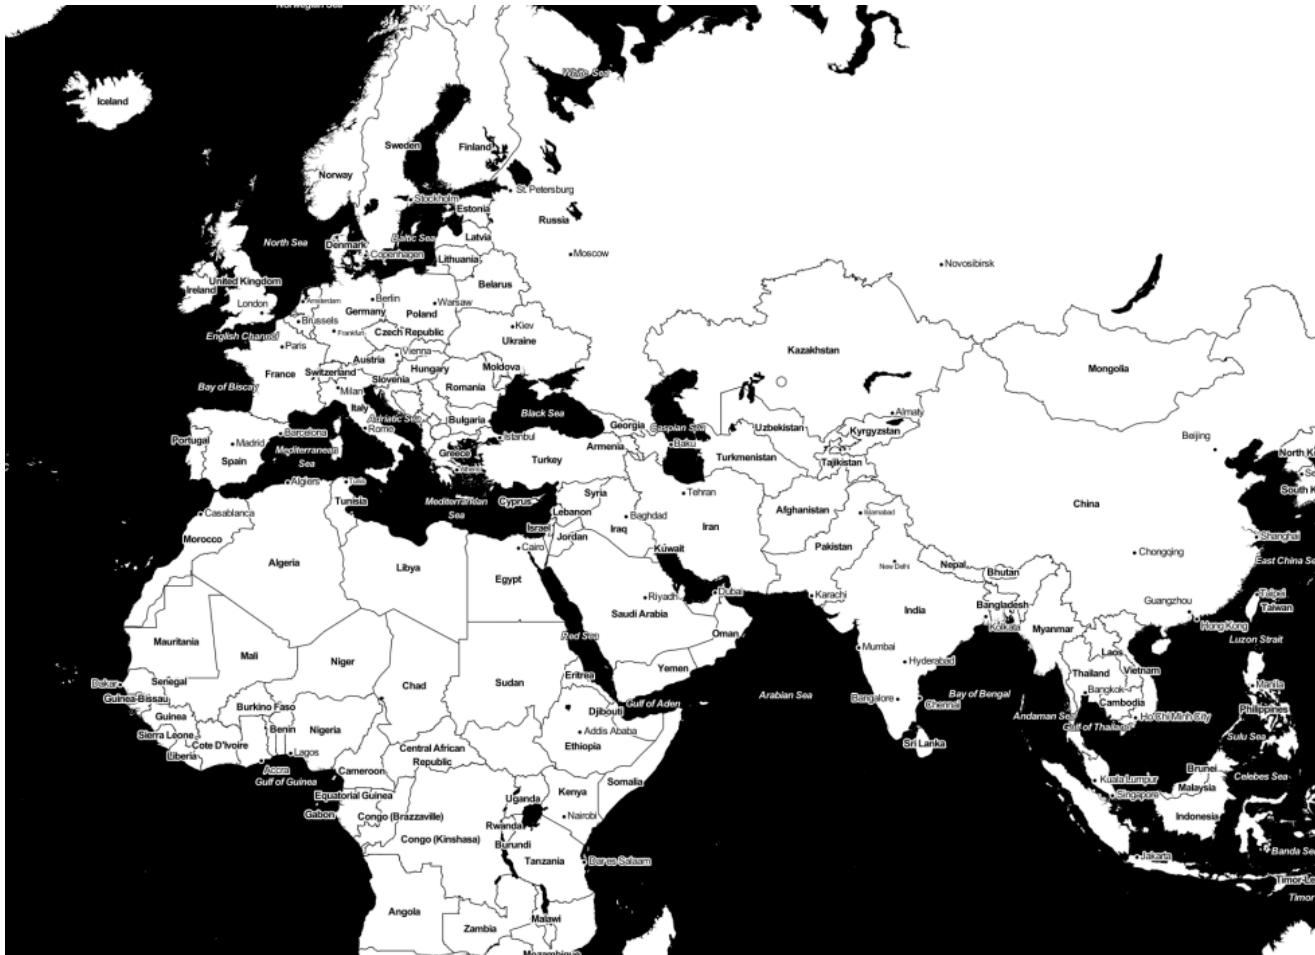 Norwegian Sea
White Sea
Iceland
Sweden
Finland
Norway
St. Petersburg
Stockholm
Estonia
Russia
North Sea
Baltic Sea
Latvia
Denmark
Copenhagen
Moscow
Lithuania
Novosibirsk
United Kingdom
Ireland
Belarus
London
Amsterdam
Berlin
Warsaw
Germany
Poland
Brussels
Kiev
English Channel
Frankfurt
Czech Republic
Ukraine
Paris
Vienna
Kazakhstan
Austria
Mongolia
France
Switzerland
Hungary
Moldova
Slovenia
Bay of Biscay
Milan
Romania
Italy
Black Sea
Almaty
Adriatic Sea
Bulgaria
Georgia
Caspian Sea
Uzbekistan
Rome
Kyrgyzstan
Portugal
Madrid
Barcelona
Istanbul
Armenia
Baku
Beijing
Mediterranean
Sea
Spain
Greece
Turkey
Turkmenistan
Tajikistan
North K
Athens
Algiers
Tunis
Syria
Tehran
South K
Tunisia
Mediterranean
Sea
Cyprus
China
Casablanca
Lebanon
Baghdad
Afghanistan
Islamabad
Israel
Iraq
Iran
Morocco
Jordan
Shanghai
Cairo
Kuwait
Pakistan
Chongqing
Algeria
Libya
New Delhi
Nepal
East China Se
Egypt
Bhutan
Riyadh
Dubai
Karachi
Taipei
Saudi Arabia
India
Bangladesh
Guangzhou
Taiwan
Kolkata
Hong Kong
Mauritania
Red Sea
Oman
Myanmar
Luzon Strait
Mali
Niger
Mumbai
Laos
Yemen
Hyderabad
Vietnam
Dakar
Senegal
Chad
Sudan
Eritrea
Thailand
Manila
Guinea-Bissau
Arabian Sea
Bangalore
Bay of Bengal
Bangkok
Burkino Faso
Gulf of Aden
Chennai
Cambodia
Guinea
Djibouti
Andaman Sea
Philippines
Benin
Nigeria
Addis Ababa
Ho Chi Minh City
Sierra Leone
Gulf of Thailand
Cote D'Ivoire
Central African
Republic
Ethiopia
Sri Lanka
Sulu Sea
Liberia
Lagos
Accra
Cameroon
Brunei
Gulf of Guinea
Somalia
Kuala Lumpur
Celebes Sea
Equatorial Guinea
Uganda
Kenya
Singapore
Malaysia
Gabon
Congo (Brazzaville)
Nairobi
Indonesia
Rwanda
Congo (Kinshasa)
Burundi
Tanzania
Dar es Salaam
Jakarta
Banda Se
Timor-Le
Timor
Angola
Malawi
Zambia
Mozambique